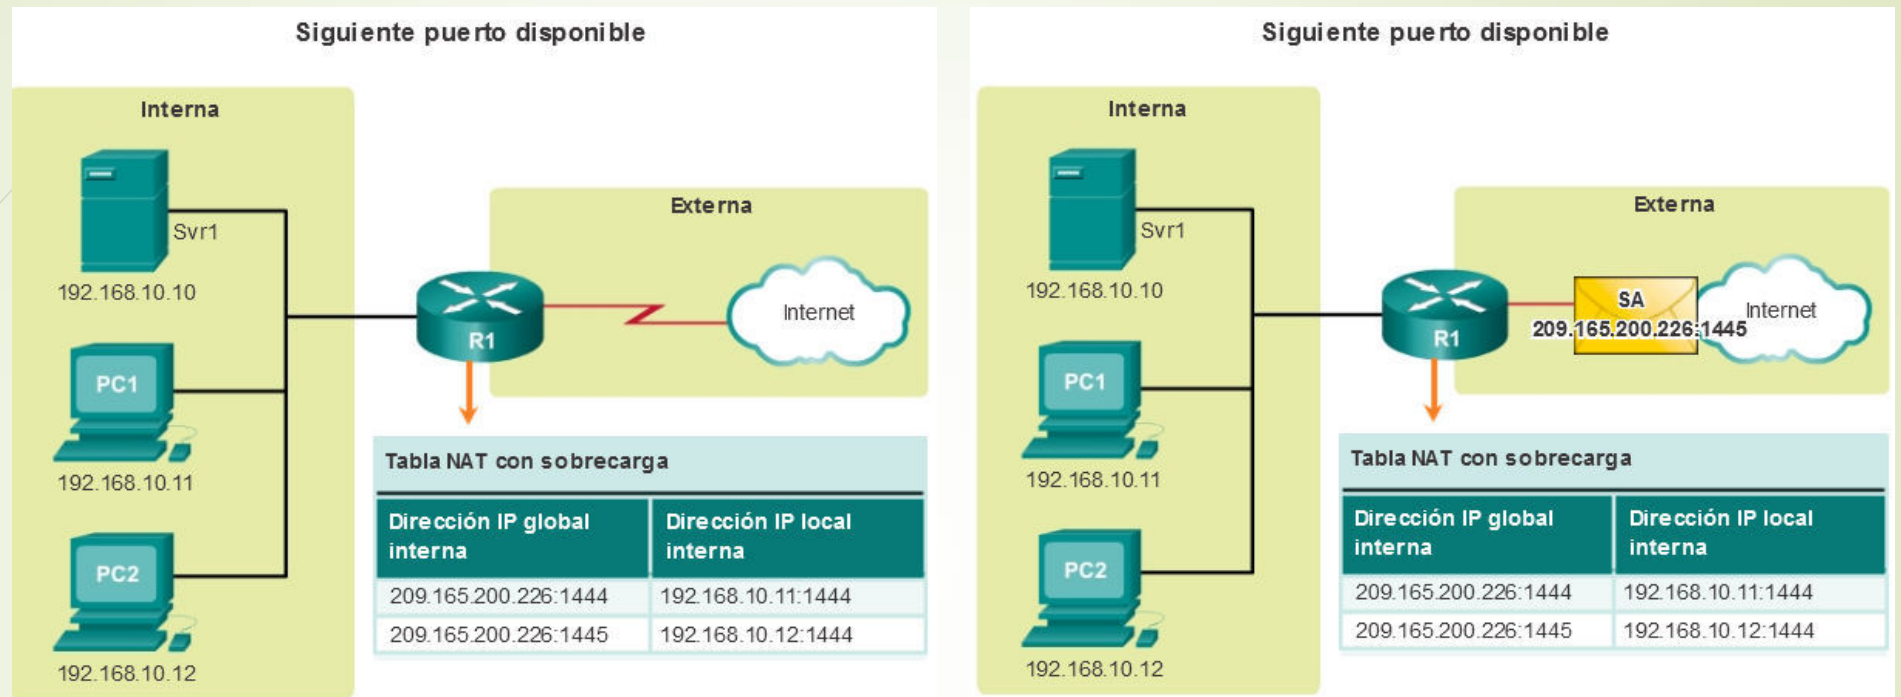 Siguiente puerto disponible
Interna
Svr1
192.168.10.10
PC1
192.168.10.11
PC2
192.168.10.12
Externa
Internet
R1
Tabla NAT con sobrecarga
Dirección IP global interna
Dirección IP local interna
209.165.200.226:1444
192.168.10.11:1444
209.165.200.226:1445
192.168.10.12:1444
Siguiente puerto disponible
Interna
Svr1
192.168.10.10
PC1
192.168.10.11
PC2
192.168.10.12
Externa
SA
209.165.200.226:1445
Internet
R1
Tabla NAT con sobrecarga
Dirección IP global interna
Dirección IP local interna
209.165.200.226:1444
192.168.10.11:1444
209.165.200.226:1445
192.168.10.12:1444